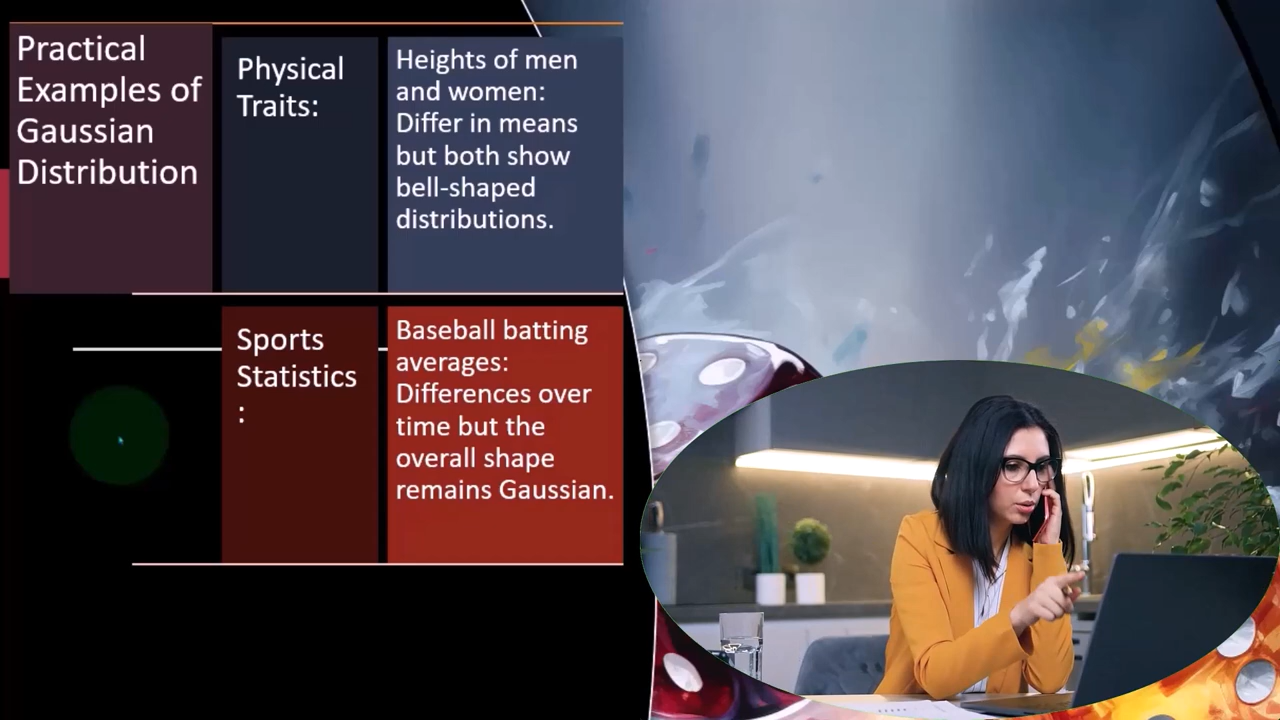 Practical
Examples of
Gaussian
Distribution
Physical
Traits:
Heights of men
and women:
Differ in means
but both show
bell-shaped
distributions.
Sports
Statistics
:
Baseball batting
averages:
Differences over
time but the
overall shape
remains Gaussian.